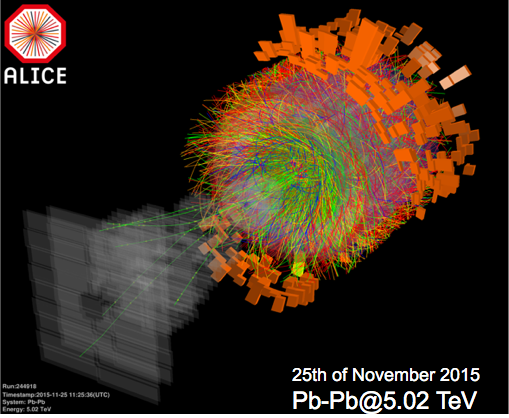 ALICE
Run:244918
Timestamp:2015-11-25 11:25:36(UTC)
System: Pb-Pb
Energy: 5.02 TeV
25th of November 2015
Pb-Pb@5.02 TeV